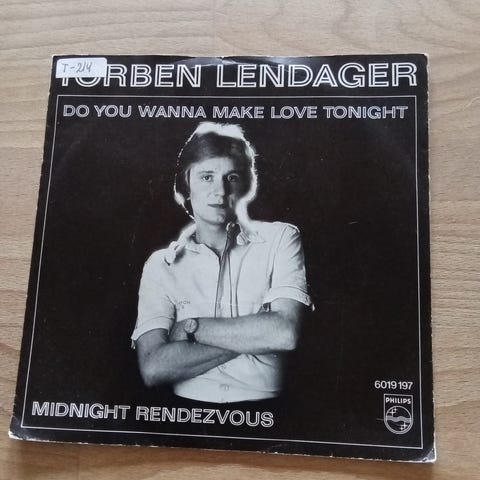 T-214
TORBEN LENDAGER
DO YOU WANNA MAKE LOVE TONIGHT
6019 197
PHILIPS
MIDNIGHT RENDEZVOUS